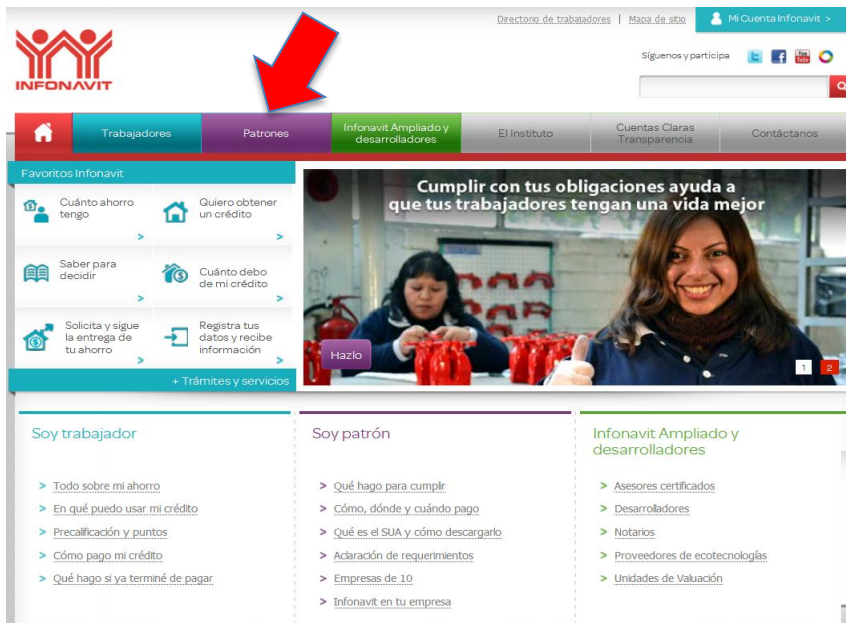 Directorio de trabajadores | Mapa de sitio
Mi Cuenta Infonavit >
INFONAVIT
Síguenos y participa
You Tube
Trabajadores
Patrones
Infonavit Ampliado y
desarrolladores
El Instituto
Cuentas Claras
Transparencia
Contáctanos
Favoritos Infonavit
Cuánto ahorro
tengo
>
Quiero obtener
un crédito
>
Saber para
decidir
>
Cuánto debo
de mi crédito
>
Solicita y sigue
la entrega de
tu ahorro
>
Registra tus
datos y recibe
información
>
+ Trámites y servicios
Cumplir con tus obligaciones ayuda a
que tus trabajadores tengan una vida mejor
Hazlo
1 2
Soy trabajador
> Todo sobre mi ahorro
> En qué puedo usar mi crédito
> Precalificación y puntos
> Cómo pago mi crédito
> Qué hago si ya terminé de pagar
Soy patrón
> Qué hago para cumplir
> Cómo, dónde y cuándo pago
> Qué es el SUA y cómo descargarlo
> Aclaración de requerimientos
> Empresas de 10
> Infonavit en tu empresa
Infonavit Ampliado y
desarrolladores
> Asesores certificados
> Desarrolladores
> Notarios
> Proveedores de ecotecnologías
> Unidades de Valuación